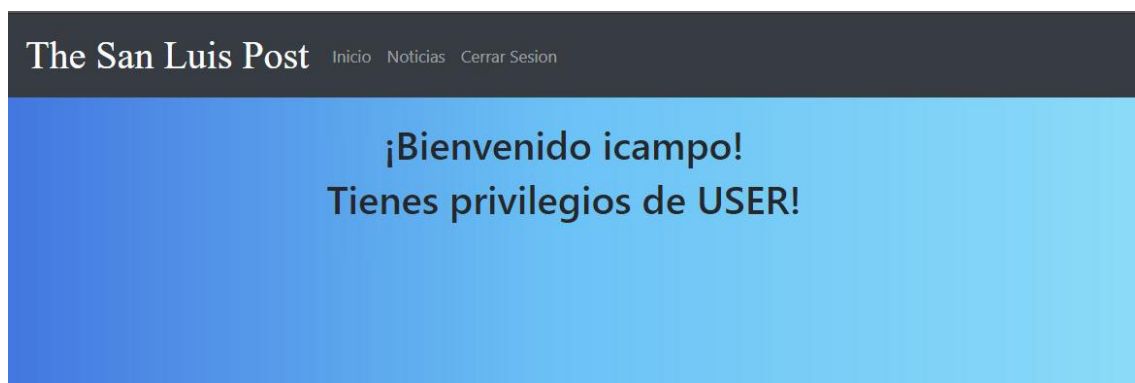 The San Luis Post Inicio Noticias Cerrar Sesion
¡Bienvenido icampo!
Tienes privilegios de USER!